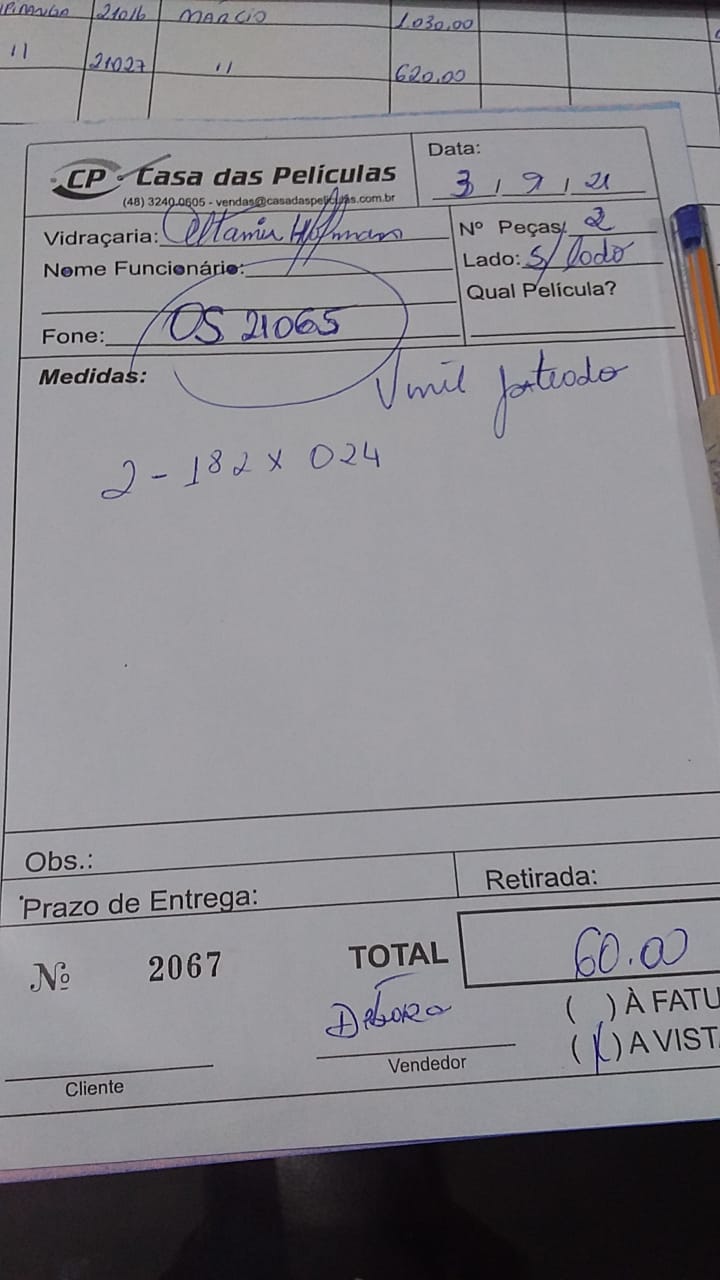 IPIRANGA 21016 MARCIO 1.030,00
" 21027 " 620,00
CP Casa das Películas
(48) 3240.0605 - vendas@casadaspeliculas.com.br
Data:
3 / 9 / 21
Vidraçaria: Altamir Hofmann
Nº Peças: 2
Nome Funcionário:
Lado: S/ lado
Qual Película?
Fone: OS 21065
Medidas:
Vinil jateado
2 - 182 x 024
Obs.:
Prazo de Entrega:
Retirada:
Nº 2067
TOTAL 60.00
Débora
( ) À FATU
(X) A VIST
Cliente
Vendedor